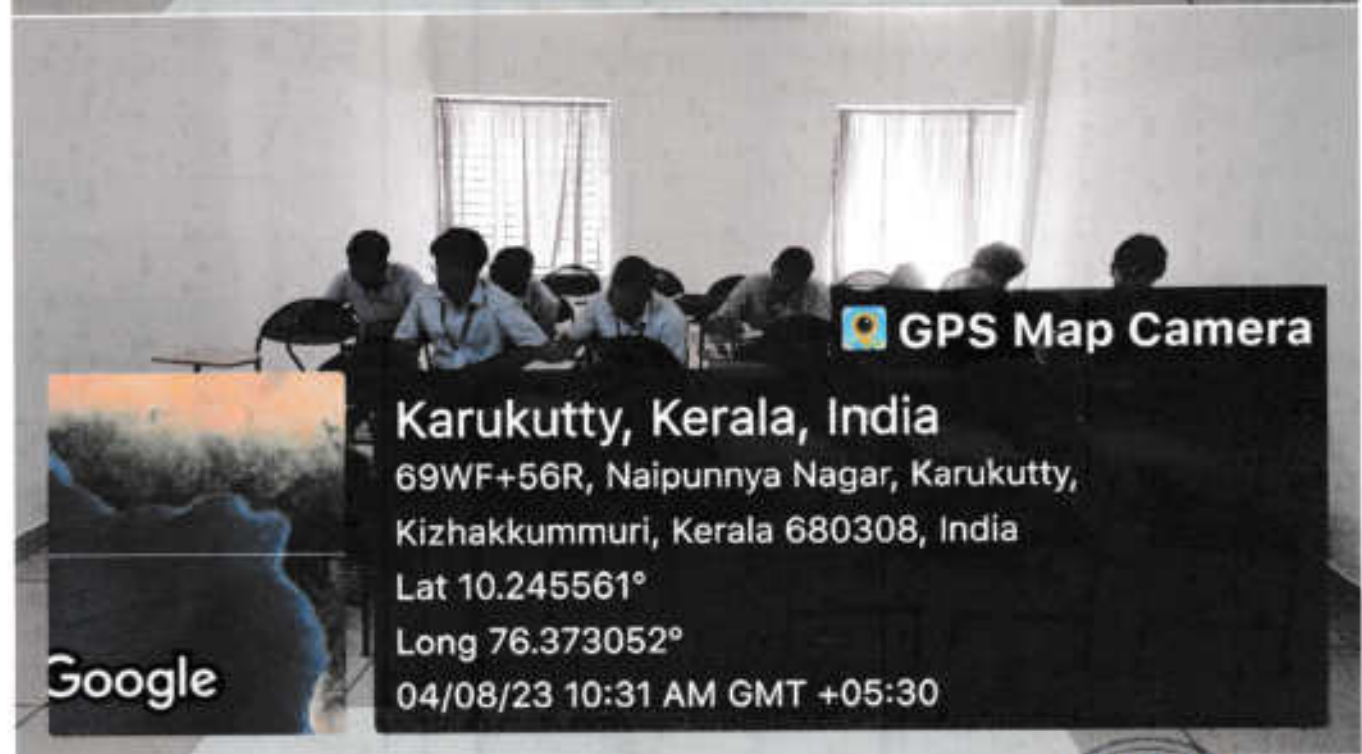 GPS Map Camera
Karukutty, Kerala, India
69WF+56R, Naipunnya Nagar, Karukutty,
Kizhakkummuri, Kerala 680308, India
Lat 10.245561°
Long 76.373052°
04/08/23 10:31 AM GMT +05:30
Google